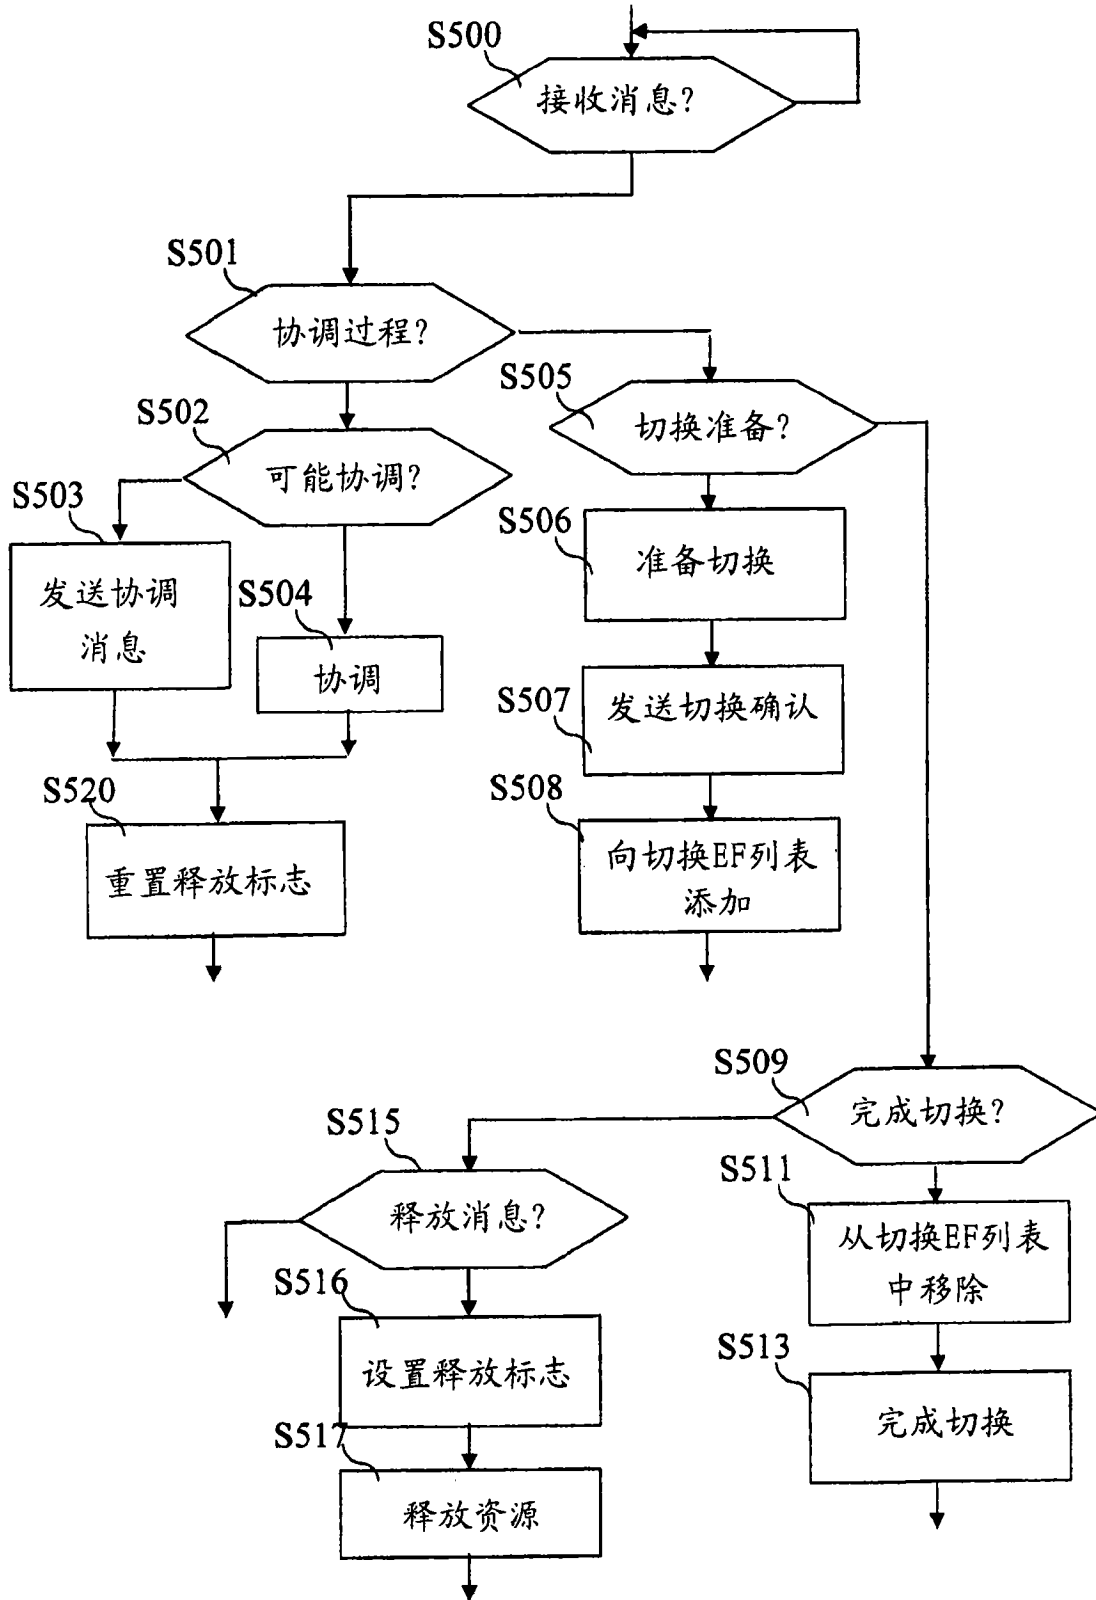 S500
接收消息?
S501
协调过程?
S505
切换准备?
S502
可能协调?
S503
发送协调
消息
S506
准备切换
S504
协调
S507
发送切换确认
S520
重置释放标志
S508
向切换EF列表
添加
S509
完成切换?
S515
释放消息?
S511
从切换EF列表
中移除
S516
设置释放标志
S513
完成切换
S517
释放资源